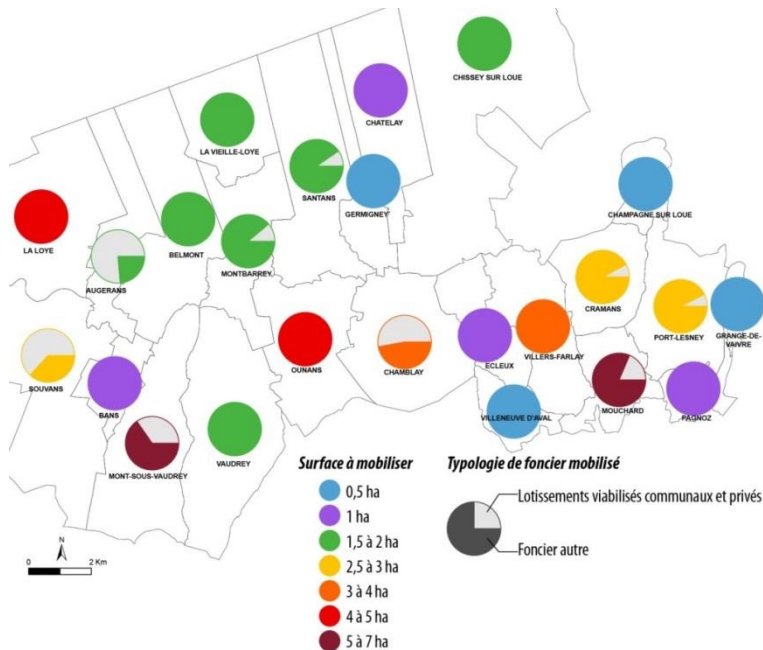 CHISSEY SUR LOUE
CHATELAY
LA VIEILLE-LOYE
SANTANS
GERMIGNEY
CHAMPAGNE SUR LOUE
LA LOYE
BELMONT
MONTBARREY
AUGERANS
CRAMANS
PORT-LESNEY
GRANGE-DE-
VAIVRE
OUNANS
CHAMBLAY
ECLEUX
VILLERS-FARLAY
SOUVANS
BANS
MOUCHARD
PAGNOZ
VILLENEUVE D'AVAL
MONT-SOUS-VAUDREY
VAUDREY
Surface à mobiliser
0,5 ha
1 ha
1,5 à 2 ha
2,5 à 3 ha
3 à 4 ha
4 à 5 ha
5 à 7 ha
Typologie de foncier mobilisé
Lotissements viabilisés communaux et privés
Foncier autre
N
0 2 Km